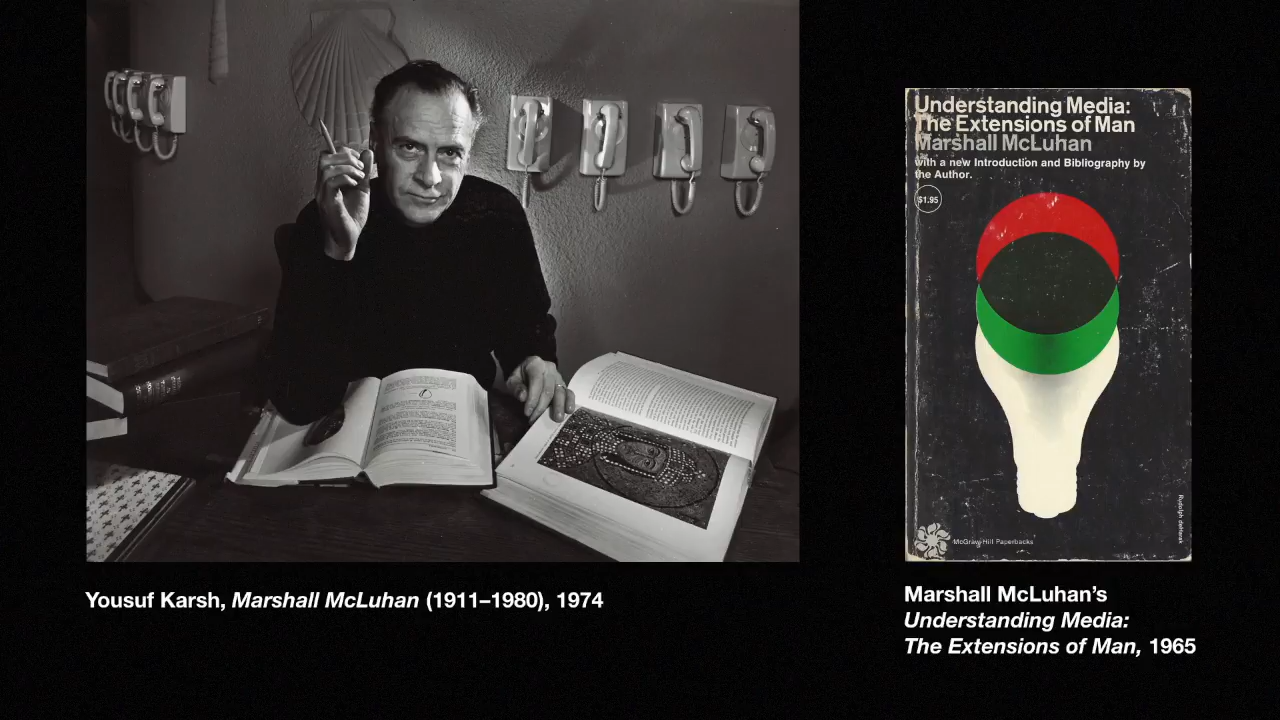 Yousuf Karsh, Marshall McLuhan (1911–1980), 1974
Understanding Media:
The Extensions of Man
Marshall McLuhan
with a new Introduction and Bibliography by
the Author.
$1.95
Rudolph deHarak
McGraw-Hill Paperbacks
Marshall McLuhan’s
Understanding Media:
The Extensions of Man, 1965